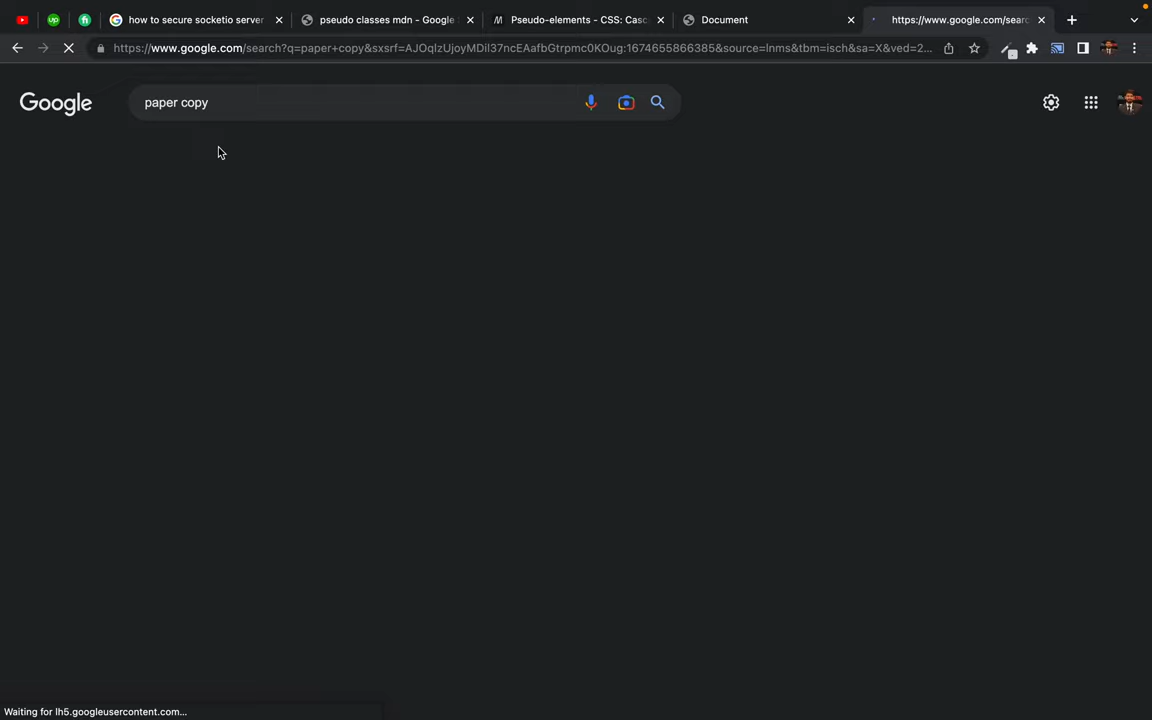 how to secure socketio server
pseudo classes mdn - Google
Pseudo-elements - CSS: Casc
Document
https://www.google.com/searc
https://www.google.com/search?q=paper+copy&sxsrf=AJOqlzUjoyMDil37ncEAafbGtrpmc0KOug:1674655866385&source=lnms&tbm=isch&sa=X&ved=2...
Google
paper copy
Waiting for lh5.googleusercontent.com...